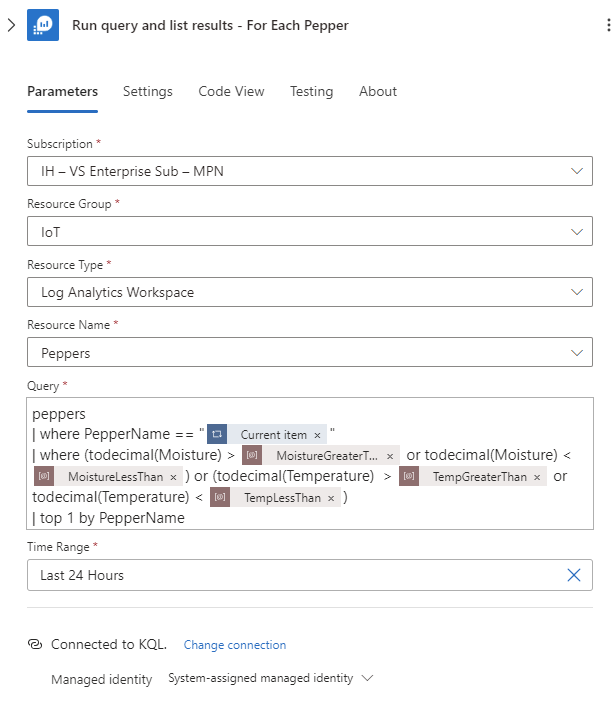 Run query and list results - For Each Pepper
Parameters Settings Code View Testing About
Subscription *
IH – VS Enterprise Sub – MPN
Resource Group *
IoT
Resource Type *
Log Analytics Workspace
Resource Name *
Peppers
Query *
peppers
| where PepperName == " Current item × "
| where (todecimal(Moisture) > MoistureGreaterT... × or todecimal(Moisture) <
MoistureLessThan × ) or (todecimal(Temperature) > TempGreaterThan × or
todecimal(Temperature) < TempLessThan × )
| top 1 by PepperName
Time Range *
Last 24 Hours
Connected to KQL. Change connection
Managed identity System-assigned managed identity